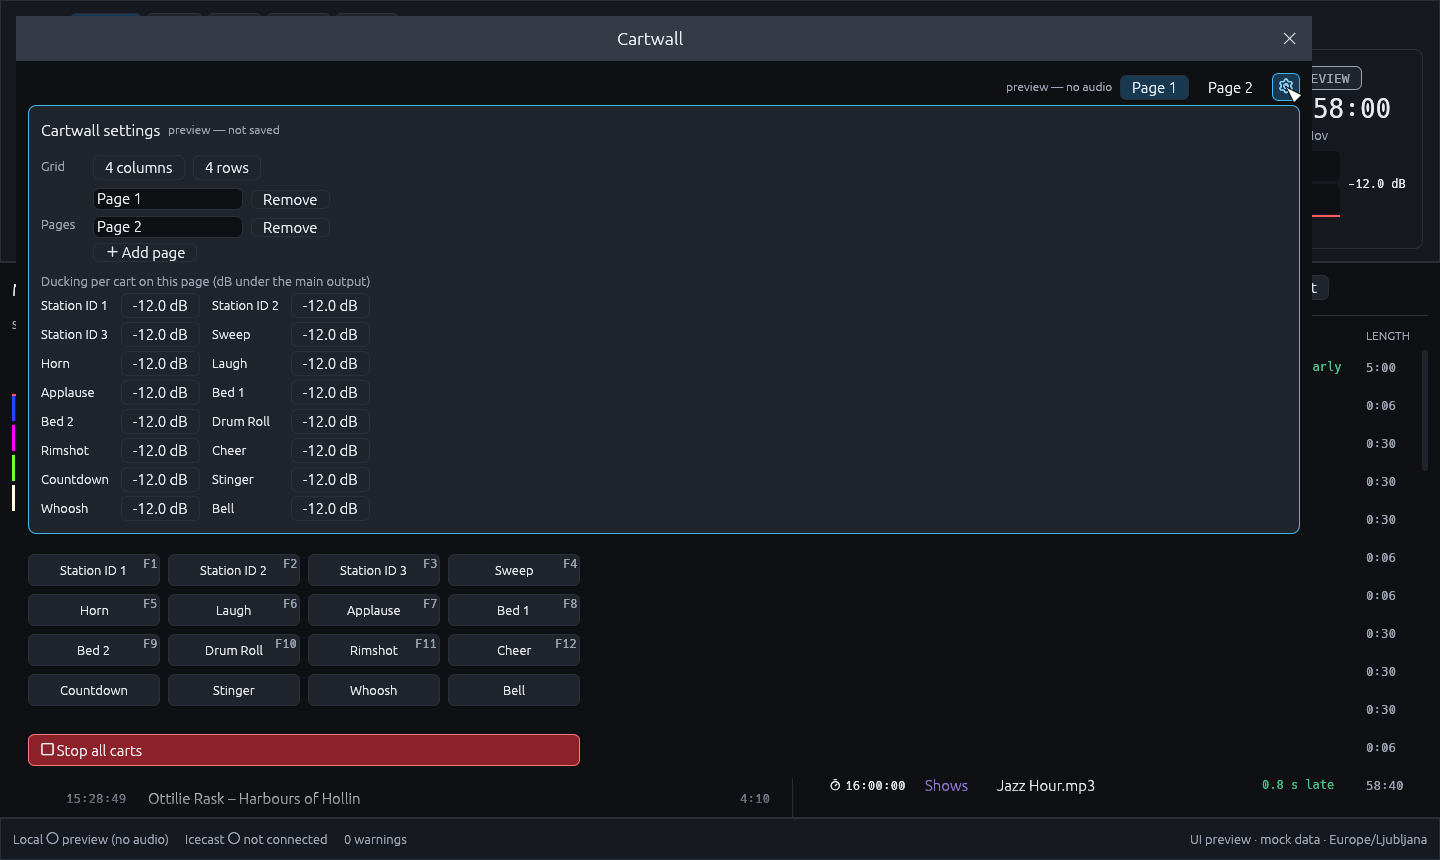 Cartwall
preview — no audio Page 1 Page 2
EVIEW
58:00
-12.0 dB
Cartwall settings preview — not saved
Grid 4 columns 4 rows
Page 1 Remove
Pages Page 2 Remove
+ Add page
Ducking per cart on this page (dB under the main output)
Station ID 1 -12.0 dB Station ID 2 -12.0 dB
Station ID 3 -12.0 dB Sweep -12.0 dB
Horn -12.0 dB Laugh -12.0 dB
Applause -12.0 dB Bed 1 -12.0 dB
Bed 2 -12.0 dB Drum Roll -12.0 dB
Rimshot -12.0 dB Cheer -12.0 dB
Countdown -12.0 dB Stinger -12.0 dB
Whoosh -12.0 dB Bell -12.0 dB
Station ID 1 F1 Station ID 2 F2 Station ID 3 F3 Sweep F4
Horn F5 Laugh F6 Applause F7 Bed 1 F8
Bed 2 F9 Drum Roll F10 Rimshot F11 Cheer F12
Countdown Stinger Whoosh Bell
Stop all carts
LENGTH
arly 5:00
0:06
0:30
0:30
0:30
0:06
0:06
0:30
0:30
0:30
0:06
16:00:00 Shows Jazz Hour.mp3 0.8 s late 58:40
15:28:49 Ottilie Rask – Harbours of Hollin 4:10
Local preview (no audio) Icecast not connected 0 warnings
UI preview · mock data · Europe/Ljubljana